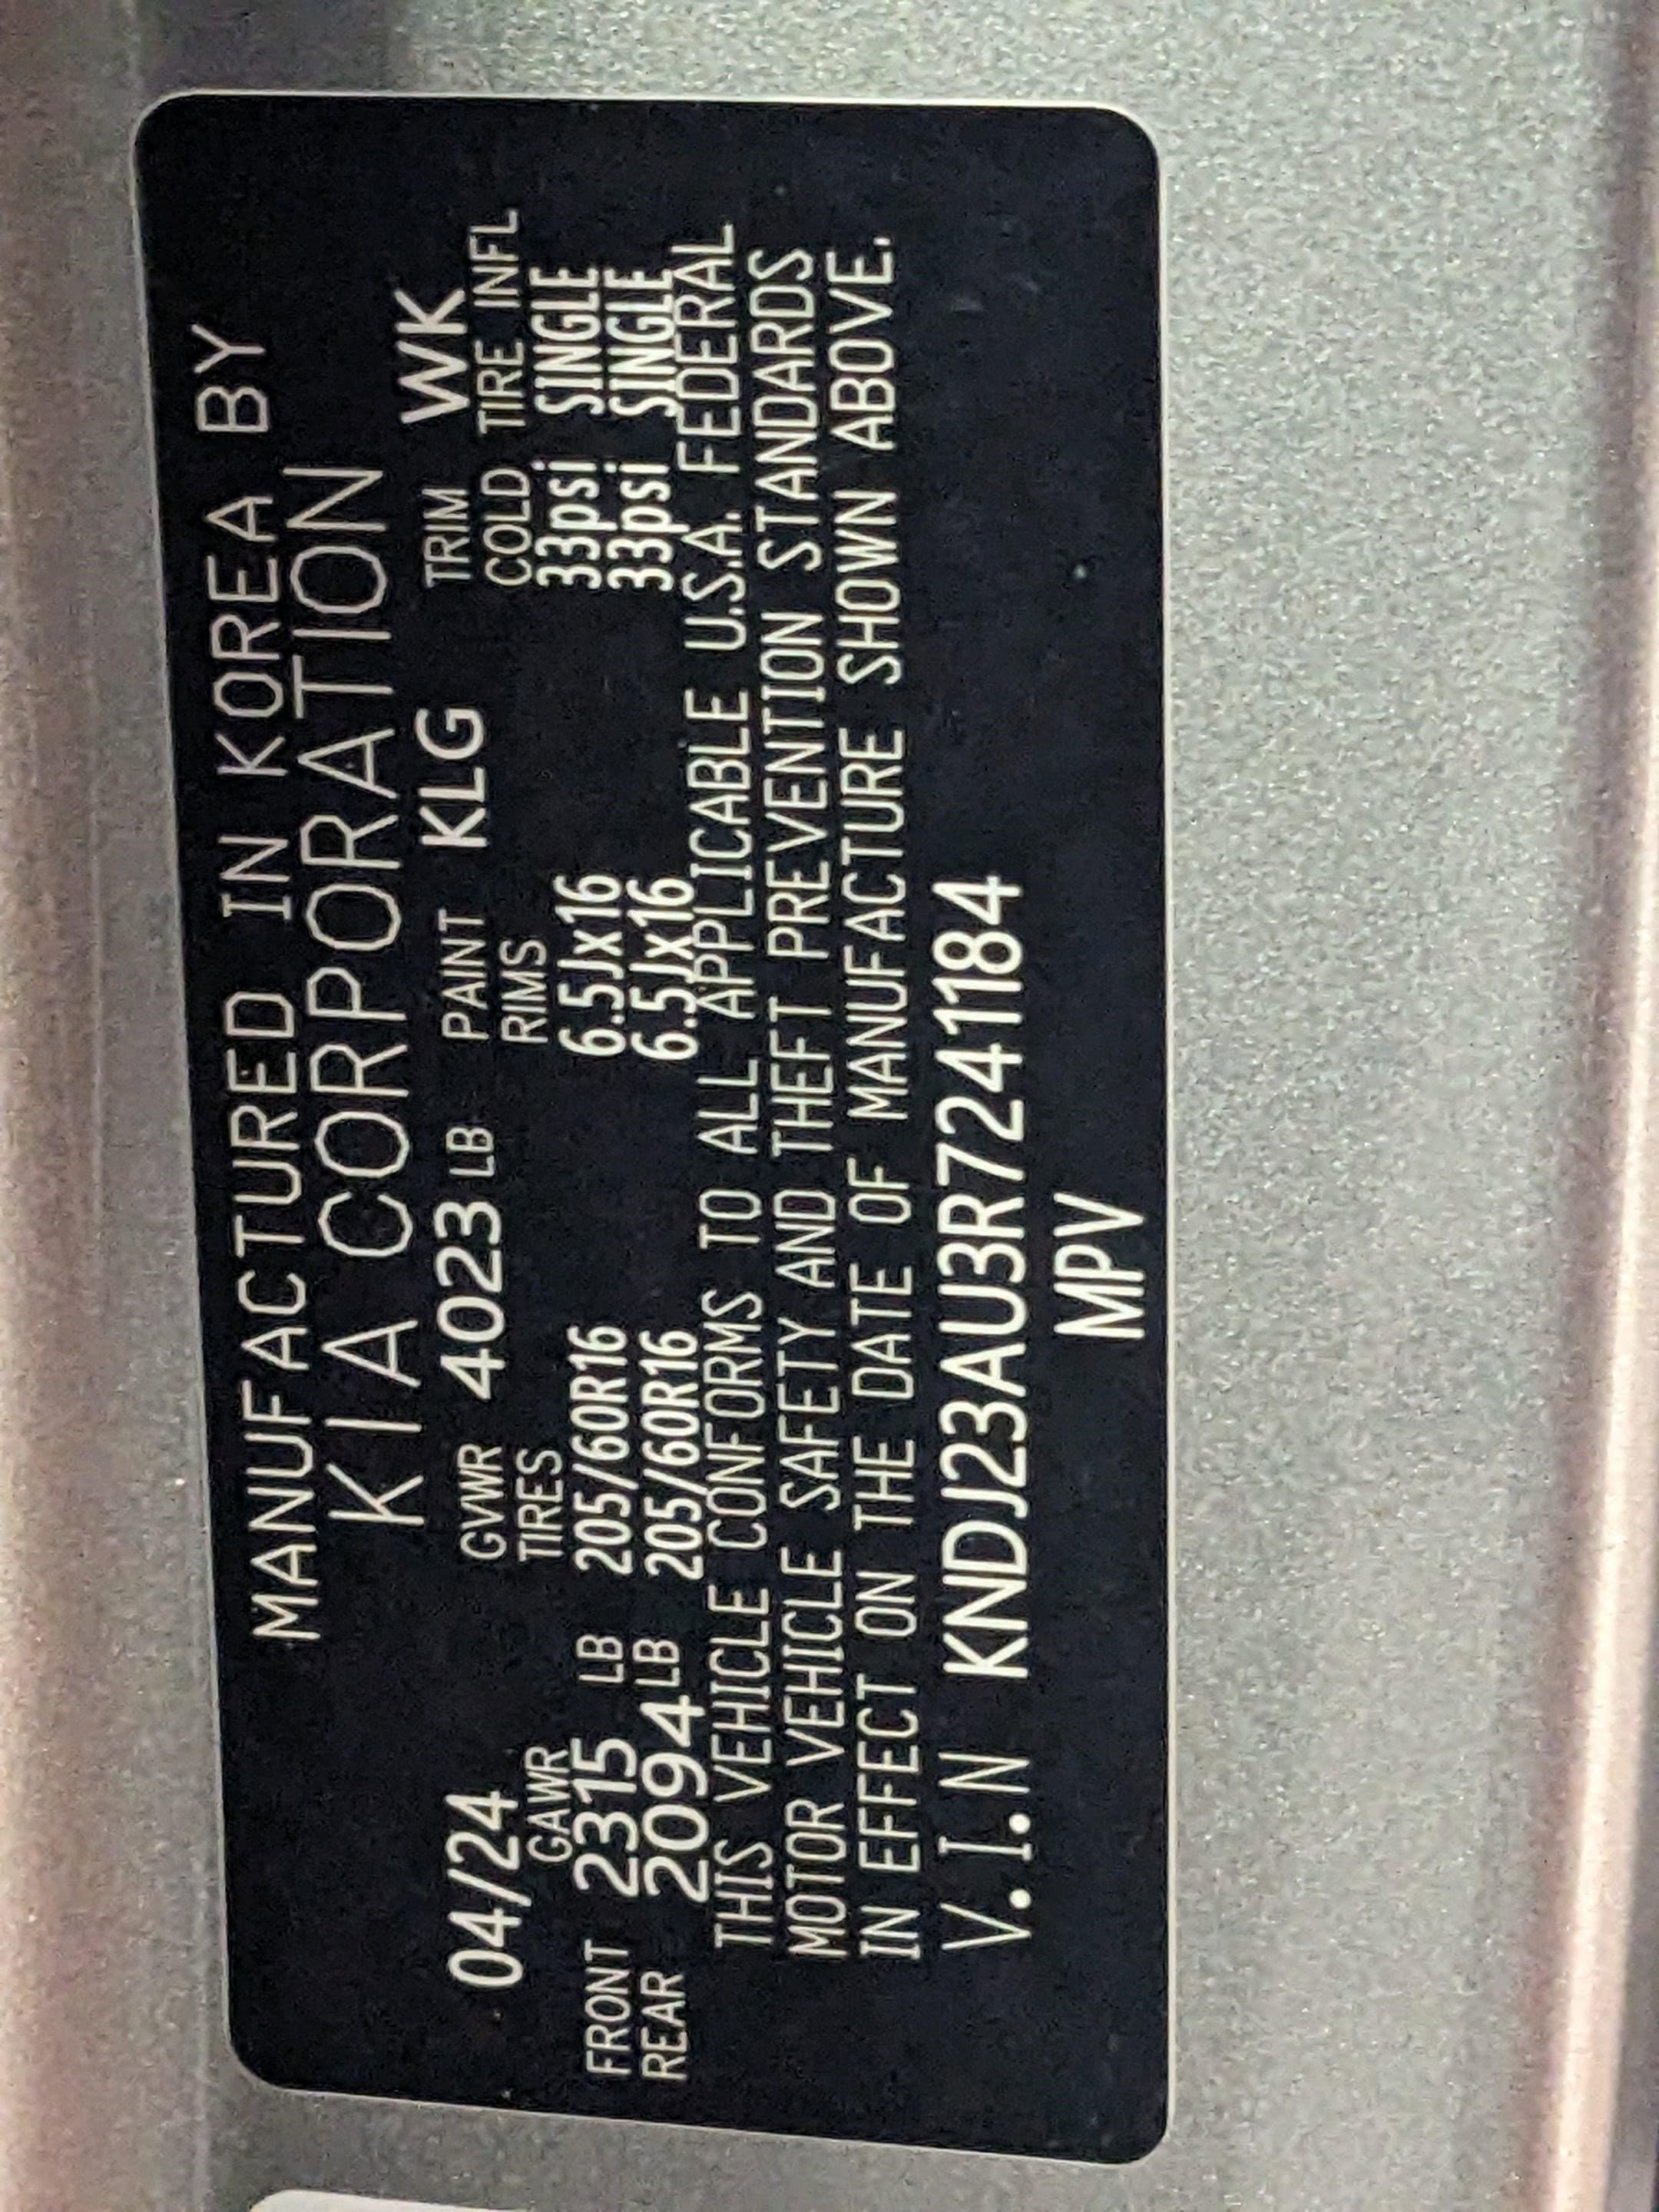 MANUFACTURED IN KOREA BY
KIA CORPORATION
04/24 GVWR 4023 LB PAINT KLG TRIM WK
GAWR TIRES RIMS COLD TIRE INFL
FRONT 2315 LB 205/60R16 6.5Jx16 33psi SINGLE
REAR 2094 LB 205/60R16 6.5Jx16 33psi SINGLE
THIS VEHICLE CONFORMS TO ALL APPLICABLE U.S.A. FEDERAL
MOTOR VEHICLE SAFETY AND THEFT PREVENTION STANDARDS
IN EFFECT ON THE DATE OF MANUFACTURE SHOWN ABOVE.
V.I.N KNDJ23AU3R7241184
MPV